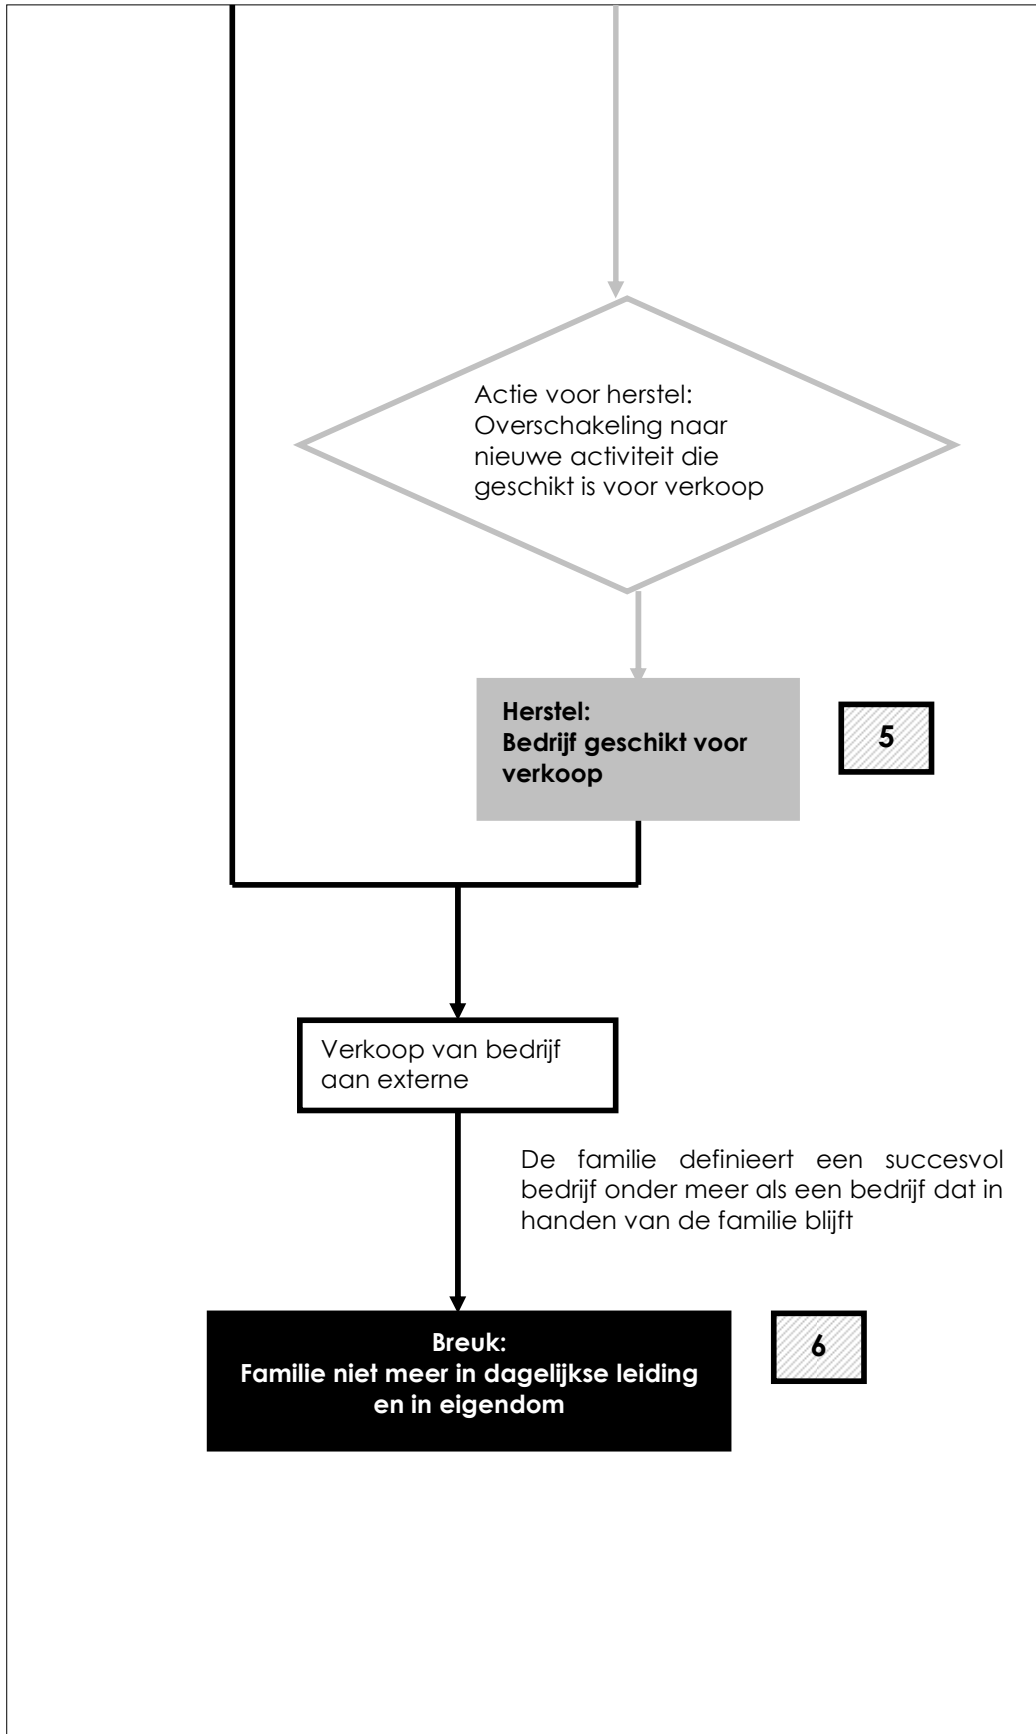 Actie voor herstel:
Overschakeling naar
nieuwe activiteit die
geschikt is voor verkoop
Herstel:
Bedrijf geschikt voor
verkoop
5
Verkoop van bedrijf
aan externe
De familie definieert een succesvol
bedrijf onder meer als een bedrijf dat in
handen van de familie blijft
Breuk:
Familie niet meer in dagelijkse leiding
en in eigendom
6